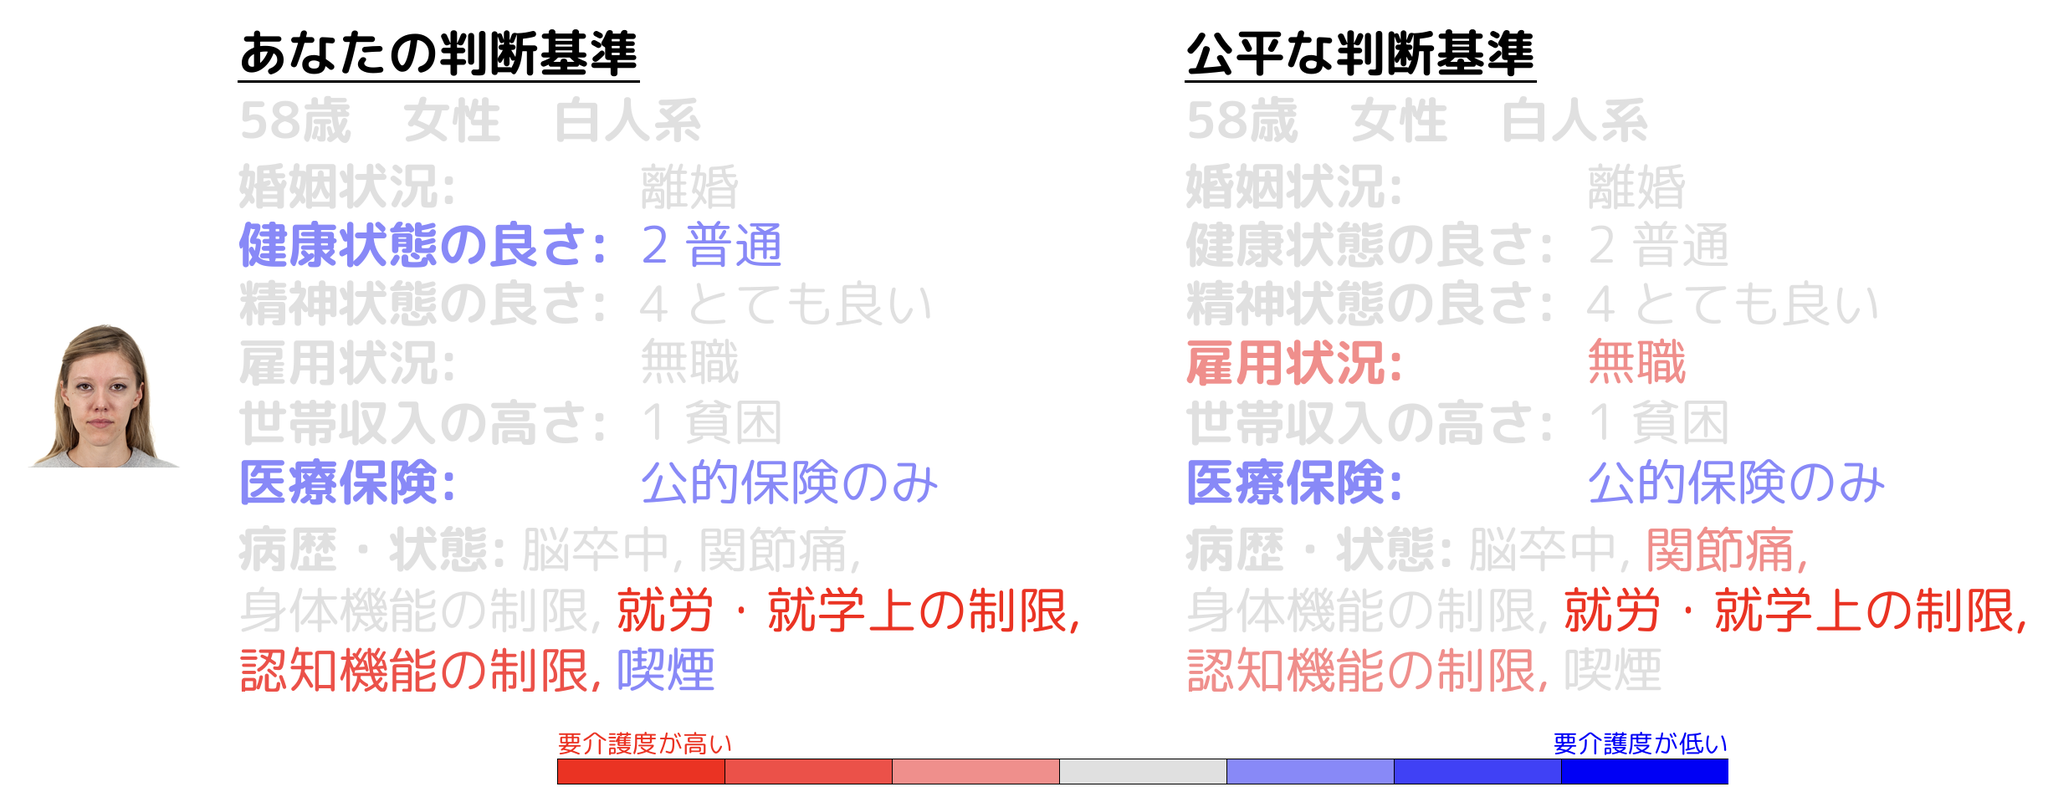 あなたの判断基準
58歳 女性 白人系
婚姻状況: 離婚
健康状態の良さ: 2 普通
精神状態の良さ: 4 とても良い
雇用状況: 無職
世帯収入の高さ: 1 貧困
医療保険: 公的保険のみ
病歴・状態: 脳卒中, 関節痛,
身体機能の制限, 就労・就学上の制限,
認知機能の制限, 喫煙
公平な判断基準
58歳 女性 白人系
婚姻状況: 離婚
健康状態の良さ: 2 普通
精神状態の良さ: 4 とても良い
雇用状況: 無職
世帯収入の高さ: 1 貧困
医療保険: 公的保険のみ
病歴・状態: 脳卒中, 関節痛,
身体機能の制限, 就労・就学上の制限,
認知機能の制限, 喫煙
要介護度が高い
要介護度が低い